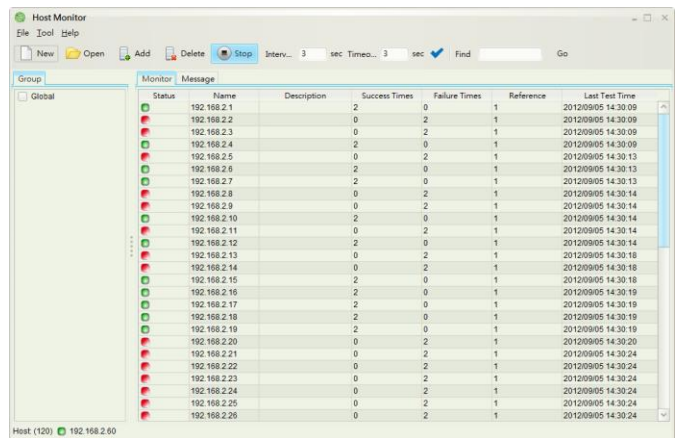 Host Monitor
File Tool Help
New Open Add Delete Stop Interv... 3 sec Timeo... 3 sec Find Go
Group
Monitor Message
Global
Status Name Description Success Times Failure Times Reference Last Test Time
192.168.2.1 2 0 1 2012/09/05 14:30:09
192.168.2.2 0 2 1 2012/09/05 14:30:09
192.168.2.3 0 2 1 2012/09/05 14:30:09
192.168.2.4 2 0 1 2012/09/05 14:30:09
192.168.2.5 0 2 1 2012/09/05 14:30:13
192.168.2.6 2 0 1 2012/09/05 14:30:13
192.168.2.7 2 0 1 2012/09/05 14:30:13
192.168.2.8 0 2 1 2012/09/05 14:30:14
192.168.2.9 0 2 1 2012/09/05 14:30:14
192.168.2.10 2 0 1 2012/09/05 14:30:14
192.168.2.11 0 2 1 2012/09/05 14:30:14
192.168.2.12 2 0 1 2012/09/05 14:30:14
192.168.2.13 0 2 1 2012/09/05 14:30:18
192.168.2.14 0 2 1 2012/09/05 14:30:18
192.168.2.15 2 0 1 2012/09/05 14:30:18
192.168.2.16 2 0 1 2012/09/05 14:30:19
192.168.2.17 2 0 1 2012/09/05 14:30:19
192.168.2.18 2 0 1 2012/09/05 14:30:19
192.168.2.19 2 0 1 2012/09/05 14:30:19
192.168.2.20 0 2 1 2012/09/05 14:30:20
192.168.2.21 0 2 1 2012/09/05 14:30:24
192.168.2.22 0 2 1 2012/09/05 14:30:24
192.168.2.23 0 2 1 2012/09/05 14:30:24
192.168.2.24 0 2 1 2012/09/05 14:30:24
192.168.2.25 0 2 1 2012/09/05 14:30:24
192.168.2.26 0 2 1 2012/09/05 14:30:24
Host: (120) 192.168.2.60